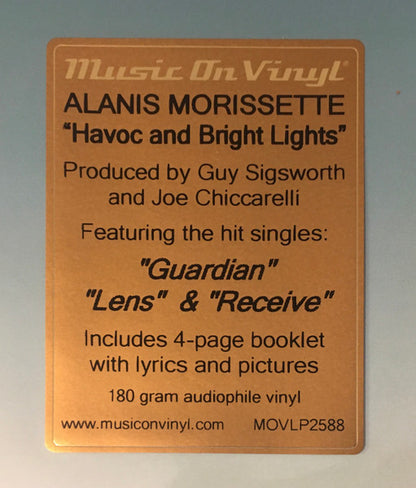 Music On Vinyl®
ALANIS MORISSETTE
“Havoc and Bright Lights”
Produced by Guy Sigsworth
and Joe Chiccarelli
Featuring the hit singles:
"Guardian"
"Lens" & "Receive"
Includes 4-page booklet
with lyrics and pictures
180 gram audiophile vinyl
www.musiconvinyl.com MOVLP2588